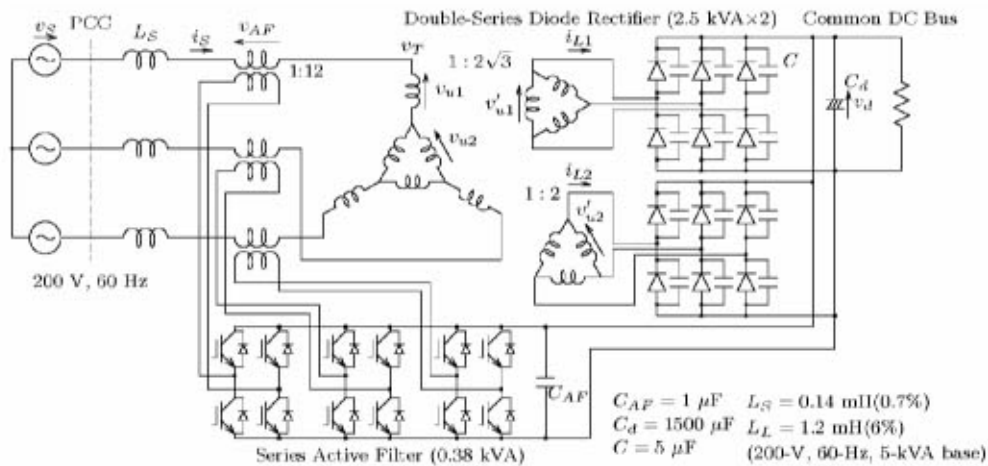 PCC
Double-Series Diode Rectifier (2.5 kVA×2)
Common DC Bus
v_S
L_S
i_S
v_AF
v_T
i_L1
1:12
1 : 2√3
C
C_d
v_d
v_u1
v'_u1
v_u2
i_L2
1 : 2
v'_u2
200 V, 60 Hz
C_AF
C_AF = 1 μF
L_S = 0.14 mH(0.7%)
C_d = 1500 μF
L_L = 1.2 mH(6%)
C = 5 μF
(200-V, 60-Hz, 5-kVA base)
Series Active Filter (0.38 kVA)